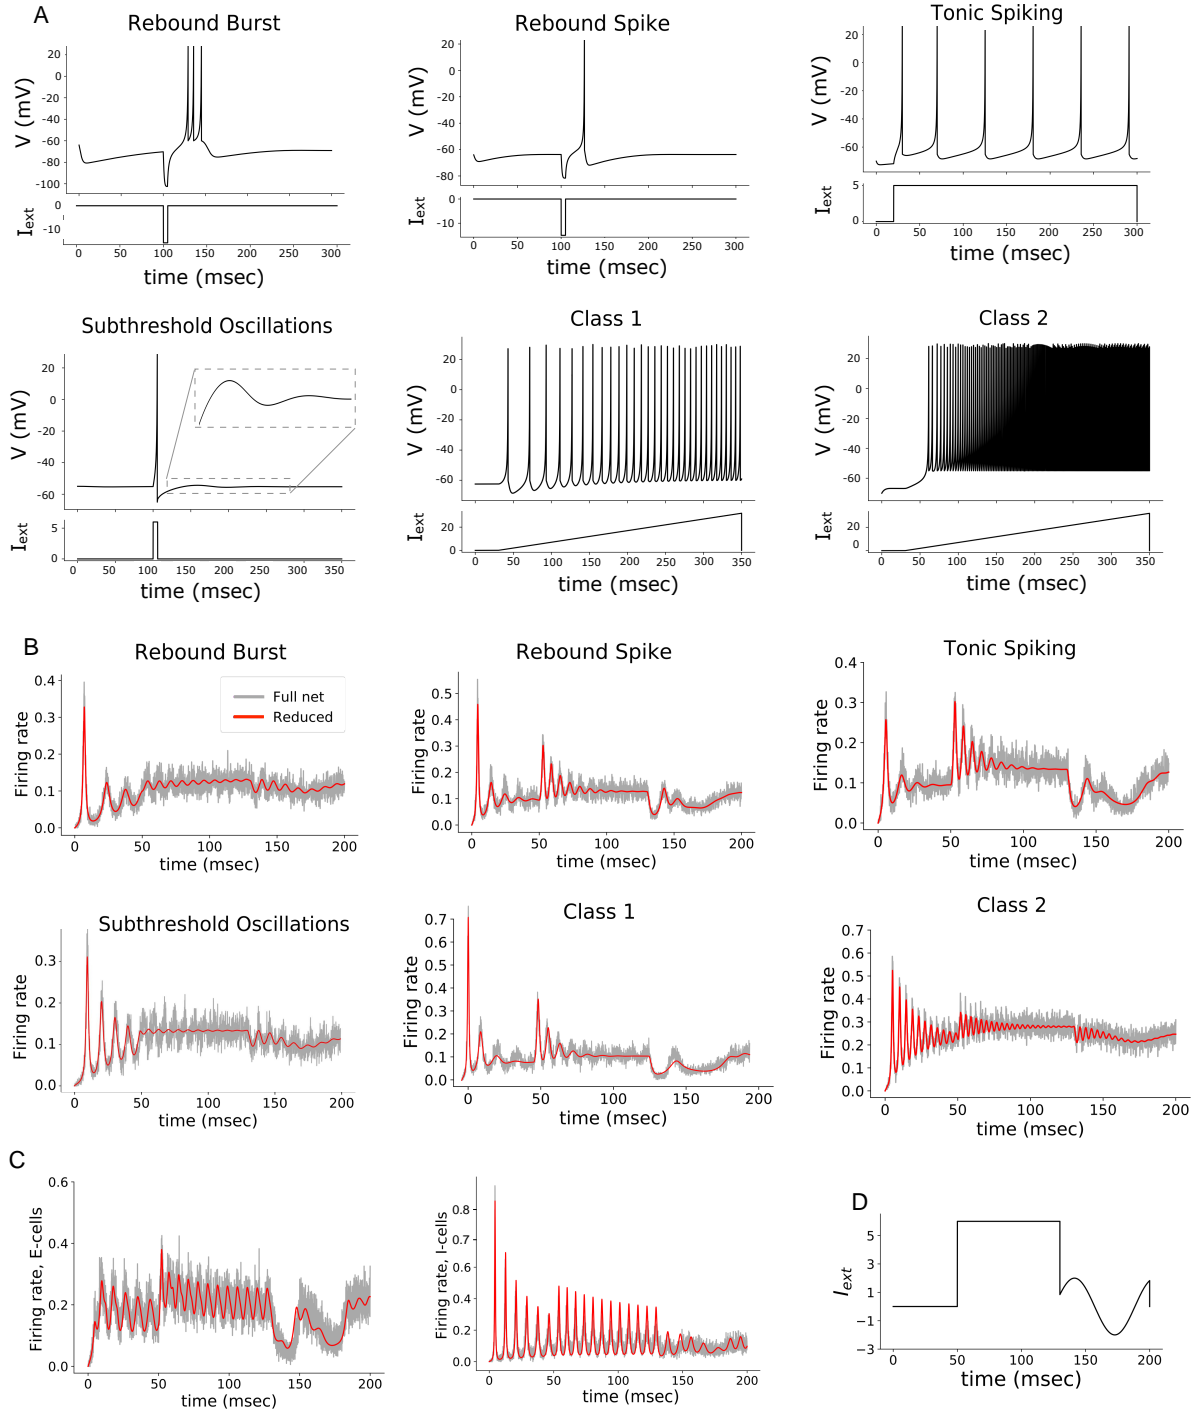 A
Rebound Burst
Rebound Spike
Tonic Spiking
V (mV)
20
0
-20
-40
-60
-80
-100
I_ext
0
-10
0 50 100 150 200 250 300
time (msec)
V (mV)
20
0
-20
-40
-60
-80
I_ext
0
-10
0 50 100 150 200 250 300
time (msec)
V (mV)
20
0
-20
-40
-60
I_ext
5
0
0 50 100 150 200 250 300
time (msec)
Subthreshold Oscillations
Class 1
Class 2
V (mV)
20
0
-20
-40
-60
I_ext
5
0
0 50 100 150 200 250 300 350
time (msec)
V (mV)
20
0
-20
-40
-60
I_ext
20
0
0 50 100 150 200 250 300 350
time (msec)
V (mV)
20
0
-20
-40
-60
I_ext
20
0
0 50 100 150 200 250 300 350
time (msec)
B
Rebound Burst
Rebound Spike
Tonic Spiking
Full net
Reduced
Firing rate
0.4
0.3
0.2
0.1
0.0
0 50 100 150 200
time (msec)
Firing rate
0.5
0.4
0.3
0.2
0.1
0.0
0 50 100 150 200
time (msec)
Firing rate
0.4
0.3
0.2
0.1
0.0
0 50 100 150 200
time (msec)
Subthreshold Oscillations
Class 1
Class 2
Firing rate
0.3
0.2
0.1
0.0
0 50 100 150 200
time (msec)
Firing rate
0.7
0.6
0.5
0.4
0.3
0.2
0.1
0.0
0 50 100 150 200
time (msec)
Firing rate
0.7
0.6
0.5
0.4
0.3
0.2
0.1
0.0
0 50 100 150 200
time (msec)
C
Firing rate, E-cells
0.6
0.4
0.2
0.0
0 50 100 150 200
time (msec)
Firing rate, I-cells
0.8
0.6
0.4
0.2
0.0
0 50 100 150 200
time (msec)
D
I_ext
5
3
1
−1
−3
0 50 100 150 200
time (msec)